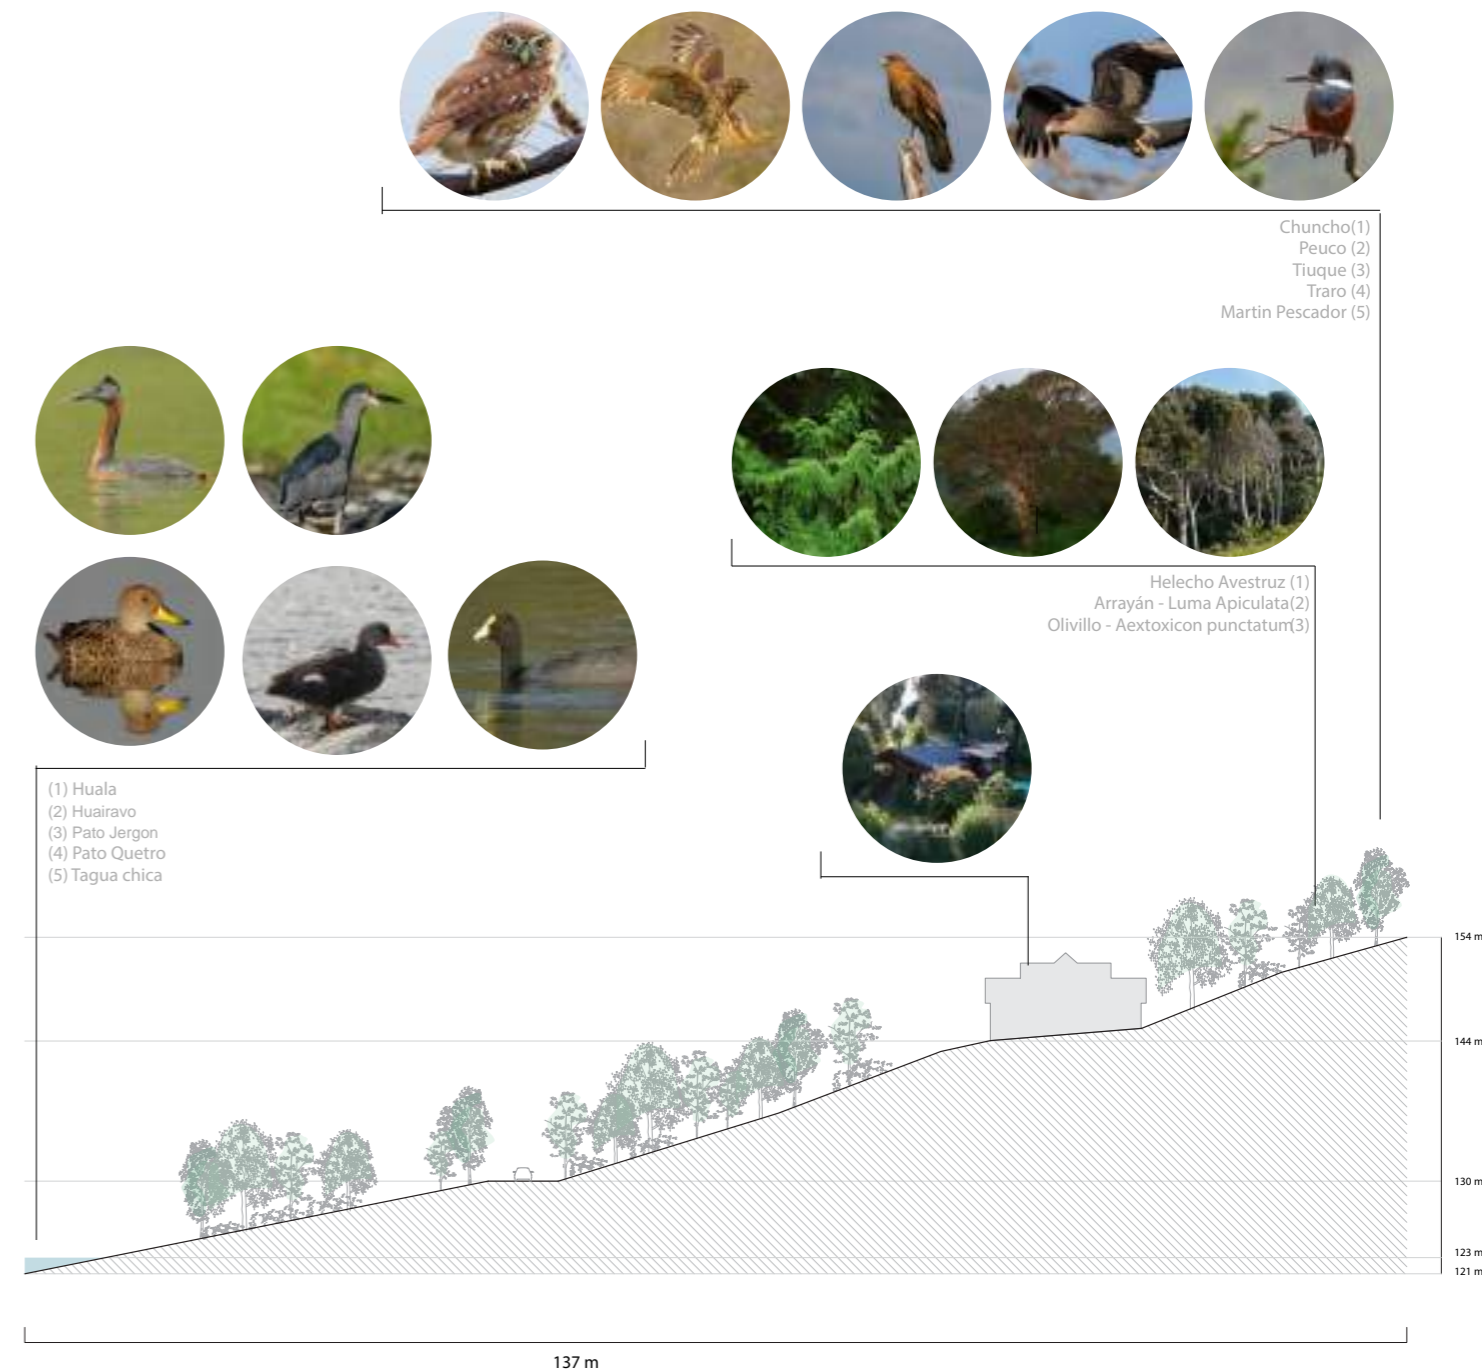 Chuncho(1)
Peuco (2)
Tiuque (3)
Traro (4)
Martin Pescador (5)
Helecho Avestruz (1)
Arrayán - Luma Apiculata(2)
Olivillo - Aextoxicon punctatum(3)
(1) Huala
(2) Huairavo
(3) Pato Jergon
(4) Pato Quetro
(5) Tagua chica
154 m
144 m
130 m
123 m
121 m
137 m